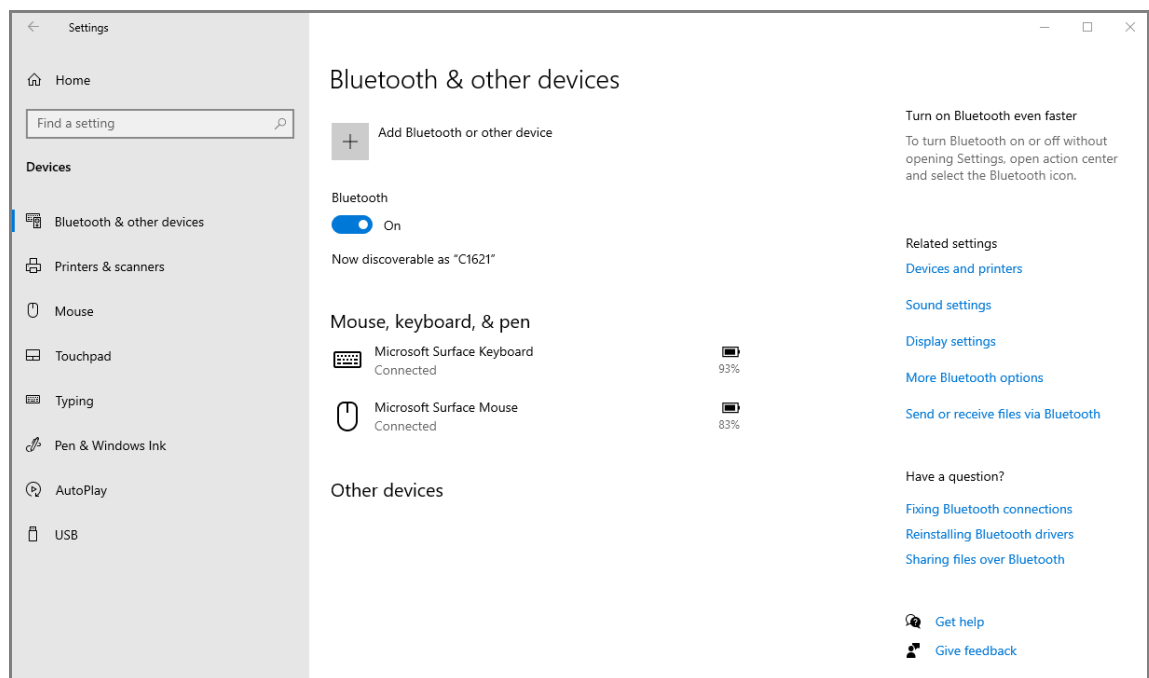 Settings
Home
Find a setting
Devices
Bluetooth & other devices
Printers & scanners
Mouse
Touchpad
Typing
Pen & Windows Ink
AutoPlay
USB
Bluetooth & other devices
Add Bluetooth or other device
Bluetooth
On
Now discoverable as “C1621”
Mouse, keyboard, & pen
Microsoft Surface Keyboard
Connected
93%
Microsoft Surface Mouse
Connected
83%
Other devices
Turn on Bluetooth even faster
To turn Bluetooth on or off without
opening Settings, open action center
and select the Bluetooth icon.
Related settings
Devices and printers
Sound settings
Display settings
More Bluetooth options
Send or receive files via Bluetooth
Have a question?
Fixing Bluetooth connections
Reinstalling Bluetooth drivers
Sharing files over Bluetooth
Get help
Give feedback